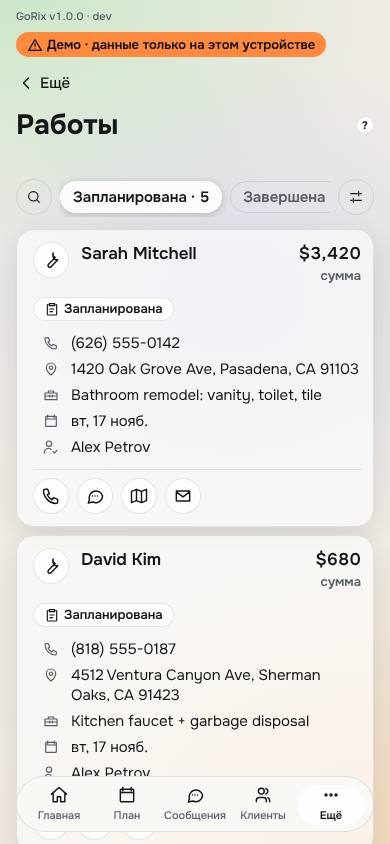 GoRix v1.0.0 · dev
Демо · данные только на этом устройстве
Ещё
Работы
?
Запланирована · 5
Завершена
Sarah Mitchell
$3,420
сумма
Запланирована
(626) 555-0142
1420 Oak Grove Ave, Pasadena, CA 91103
Bathroom remodel: vanity, toilet, tile
вт, 17 нояб.
Alex Petrov
David Kim
$680
сумма
Запланирована
(818) 555-0187
4512 Ventura Canyon Ave, Sherman
Oaks, CA 91423
Kitchen faucet + garbage disposal
вт, 17 нояб.
Alex Petrov
Главная
План
Сообщения
Клиенты
Ещё